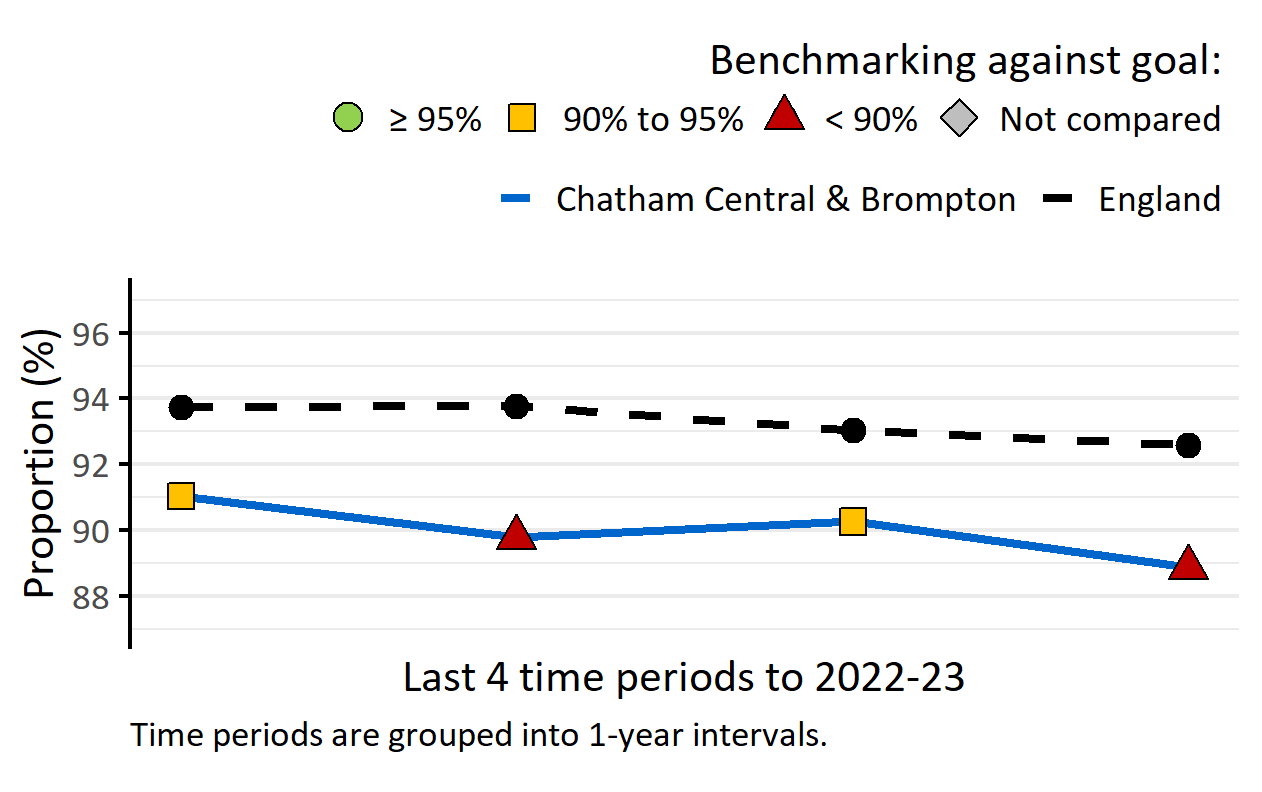 Benchmarking against goal:
≥ 95% 90% to 95% < 90% Not compared
Chatham Central & Brompton England
Proportion (%)
96
94
92
90
88
Last 4 time periods to 2022-23
Time periods are grouped into 1-year intervals.